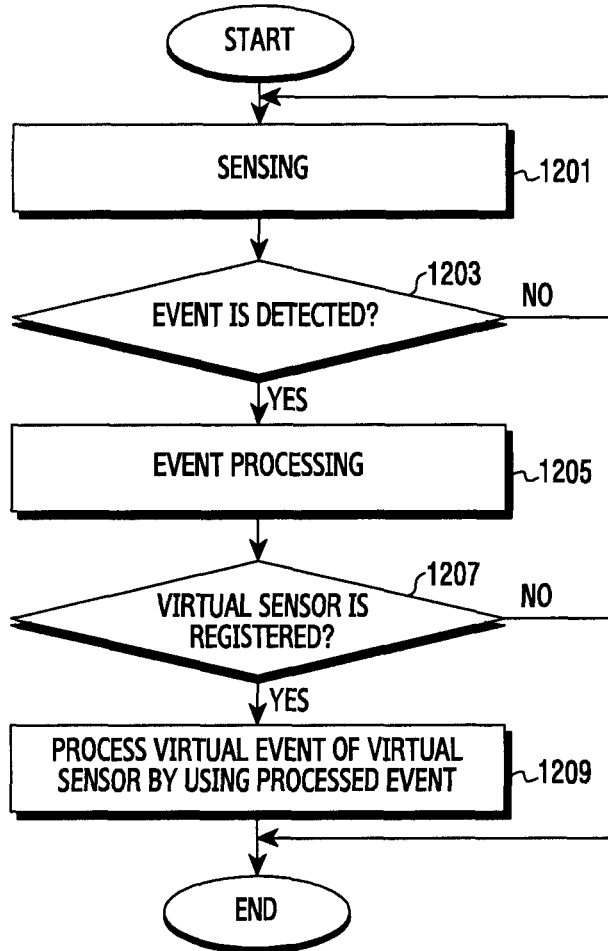 START
SENSING
1201
1203
EVENT IS DETECTED?
NO
YES
EVENT PROCESSING
1205
1207
VIRTUAL SENSOR IS
REGISTERED?
NO
YES
PROCESS VIRTUAL EVENT OF VIRTUAL
SENSOR BY USING PROCESSED EVENT
1209
END